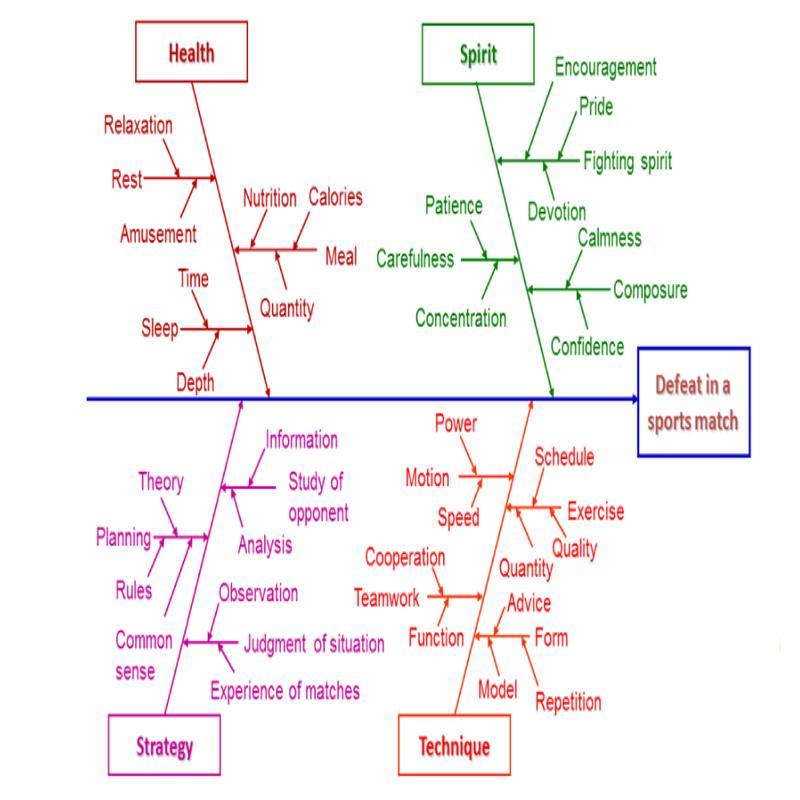 Health
Spirit
Encouragement
Pride
Relaxation
Fighting spirit
Rest
Nutrition
Calories
Patience
Devotion
Amusement
Calmness
Meal
Carefulness
Time
Composure
Quantity
Concentration
Sleep
Confidence
Depth
Defeat in a
sports match
Power
Information
Schedule
Theory
Study of
opponent
Motion
Exercise
Speed
Planning
Analysis
Quality
Cooperation
Quantity
Rules
Observation
Teamwork
Advice
Common
sense
Judgment of situation
Function
Form
Experience of matches
Model
Repetition
Strategy
Technique